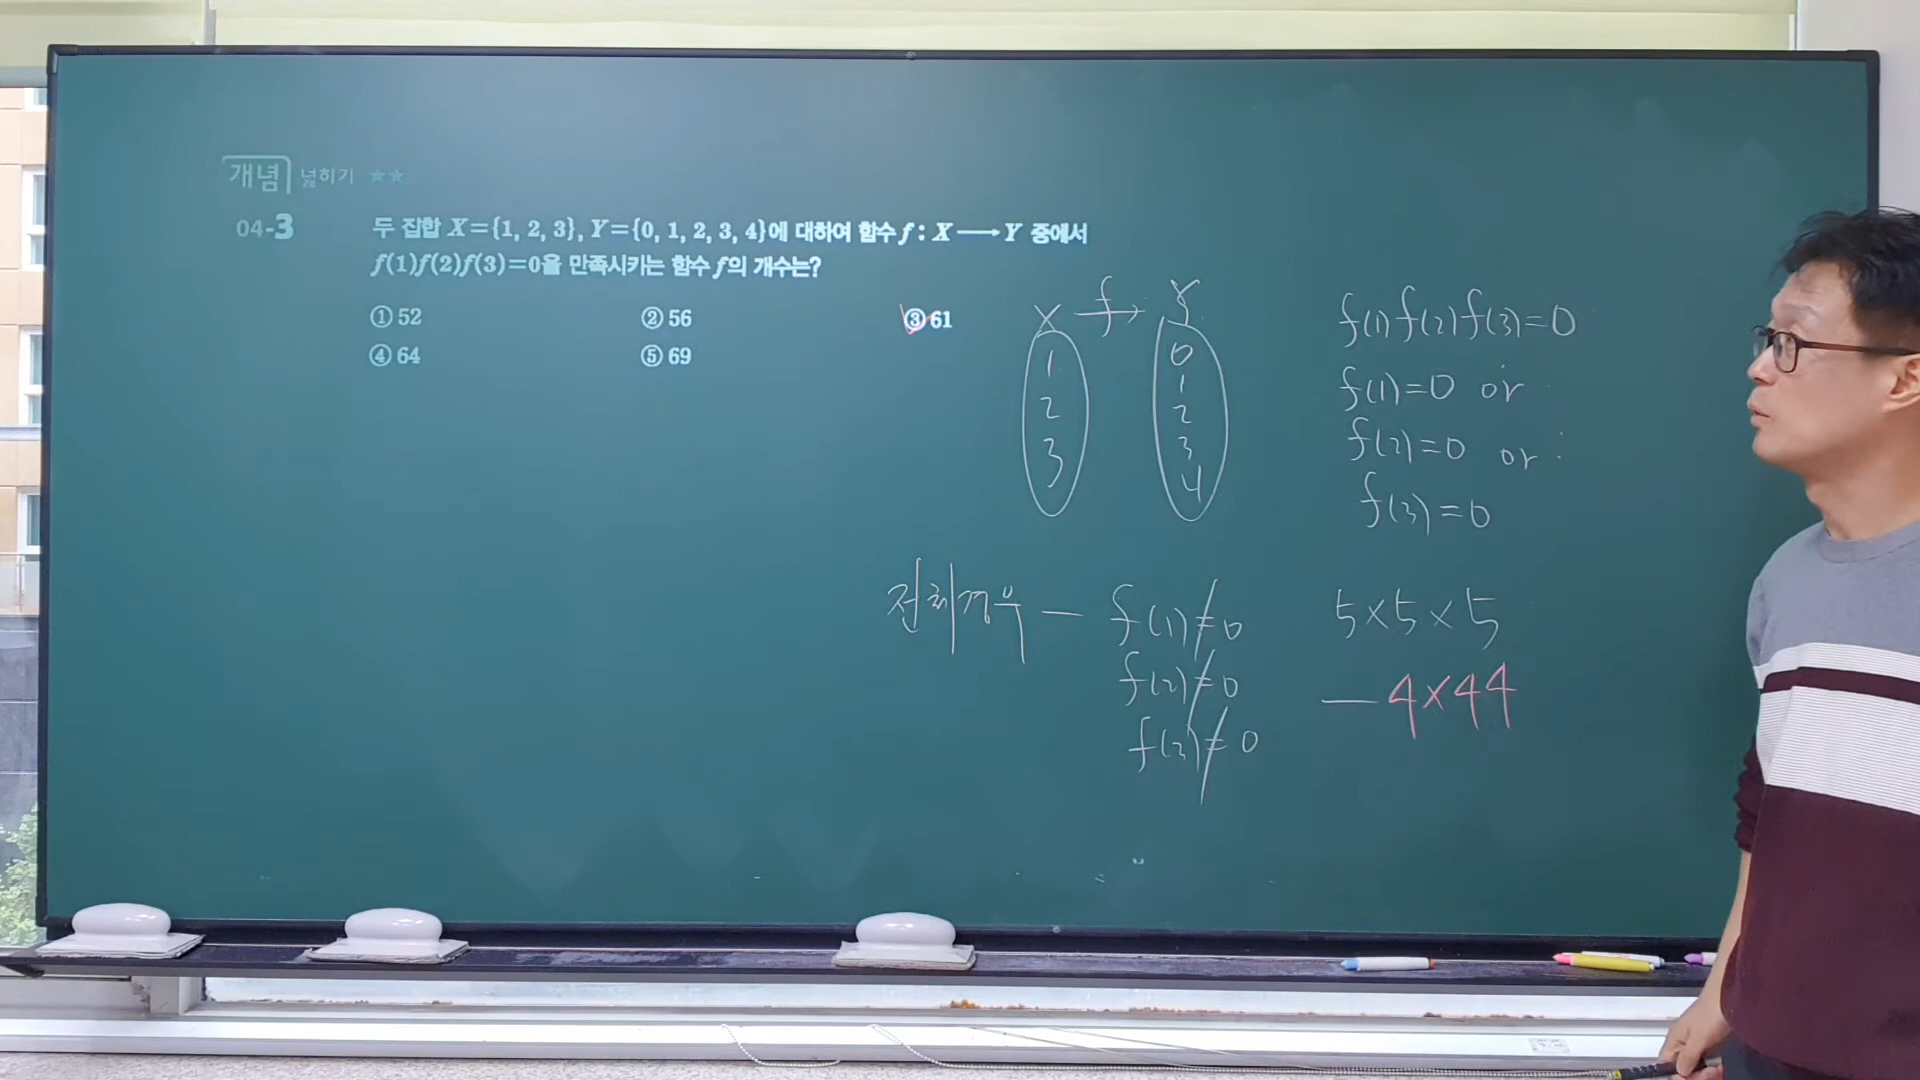 개념 넓히기 ★★
04-3 두 집합 X={1, 2, 3}, Y={0, 1, 2, 3, 4}에 대하여 함수 f : X ⟶ Y 중에서
f(1)f(2)f(3)=0을 만족시키는 함수 f의 개수는?
① 52 ② 56 ③ 61
④ 64 ⑤ 69
X f→ Y
1
2
3
0
1
2
3
4
f(1)f(2)f(3)=0
f(1)=0 or
f(2)=0 or
f(3)=0
전체경우 — f(1)≠0
f(2)≠0
f(3)≠0
5×5×5
— 4×44